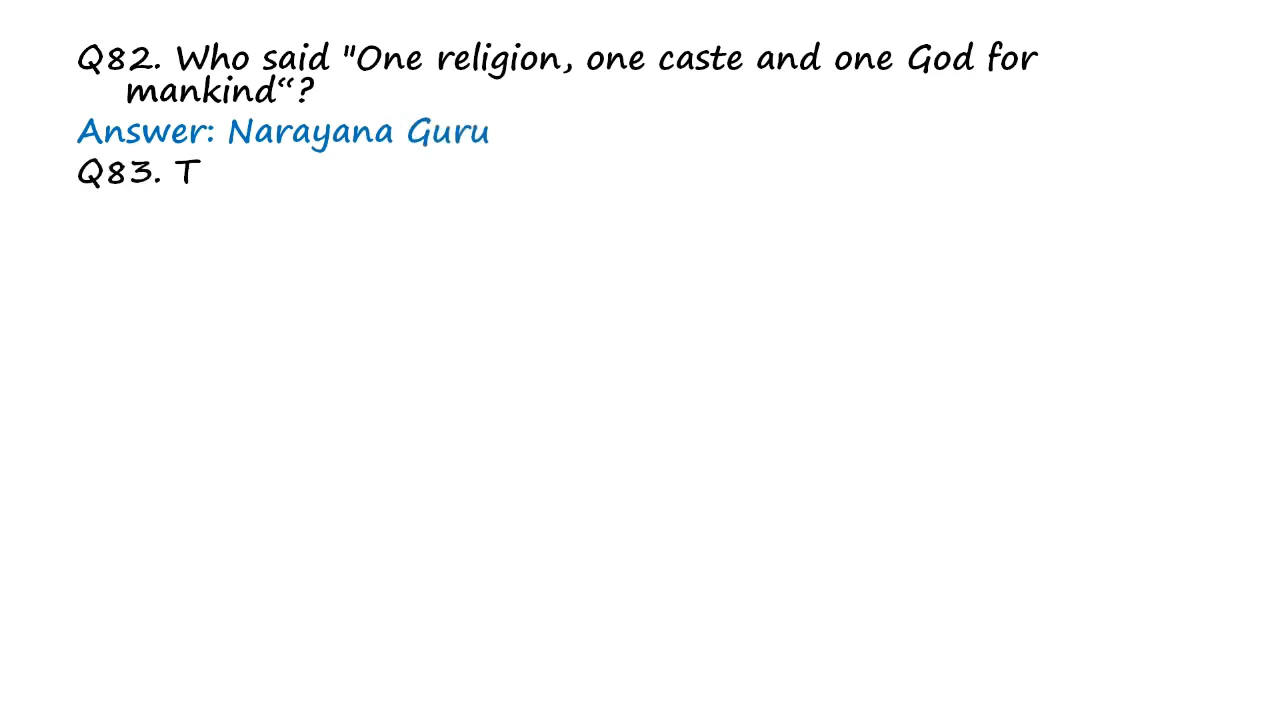 Q82. Who said "One religion, one caste and one God for
mankind“?
Answer: Narayana Guru
Q83. T